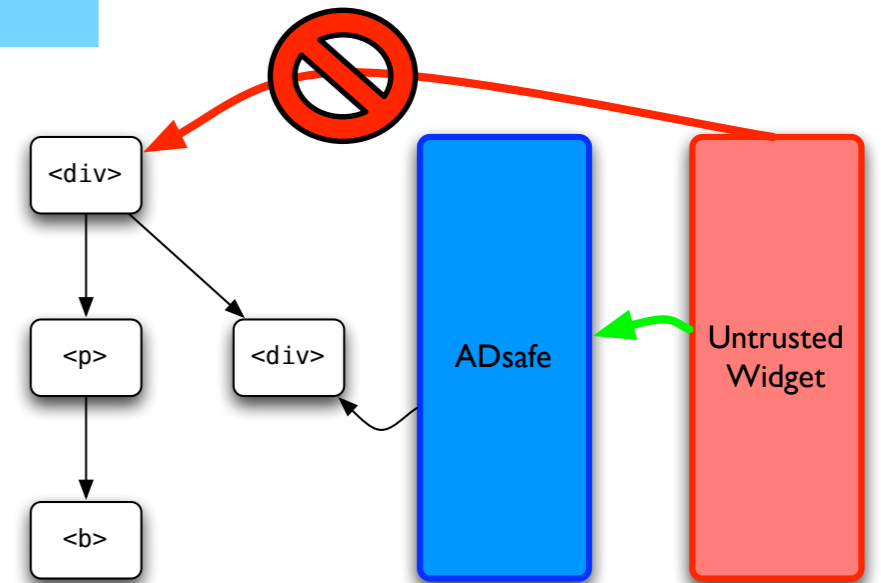 <div>
<p>
<div>
ADsafe
Untrusted
Widget
<b>